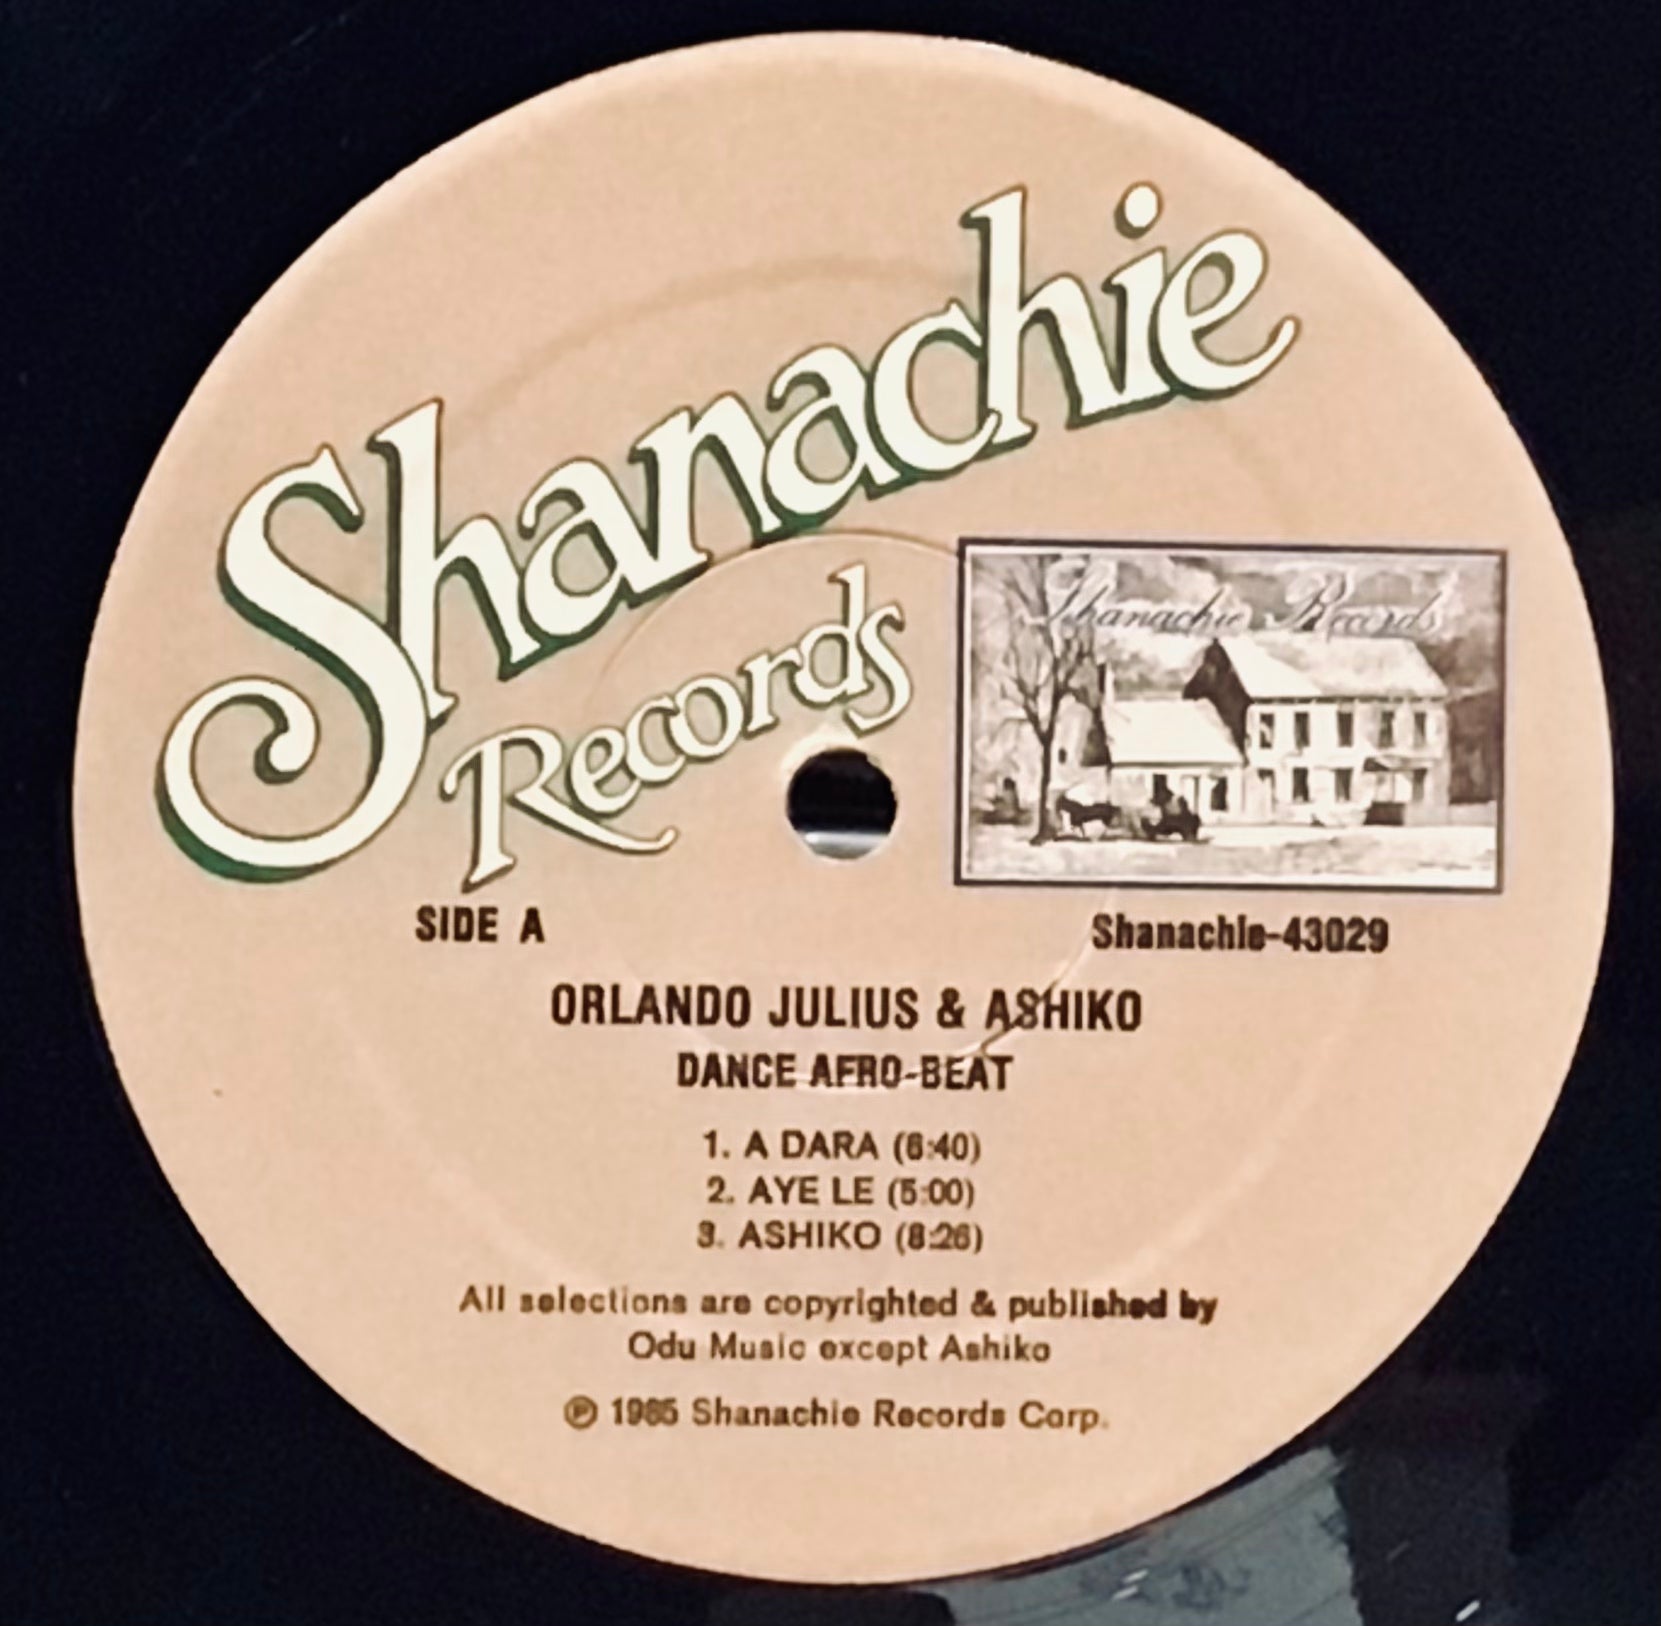 Shanachie
Records
Shanachie Records
SIDE A
Shanachie-43029
ORLANDO JULIUS & ASHIKO
DANCE AFRO-BEAT
1. A DARA (6:40)
2. AYE LE (5:00)
3. ASHIKO (8:26)
All selections are copyrighted & published by
Odu Music except Ashiko
℗ 1985 Shanachie Records Corp.